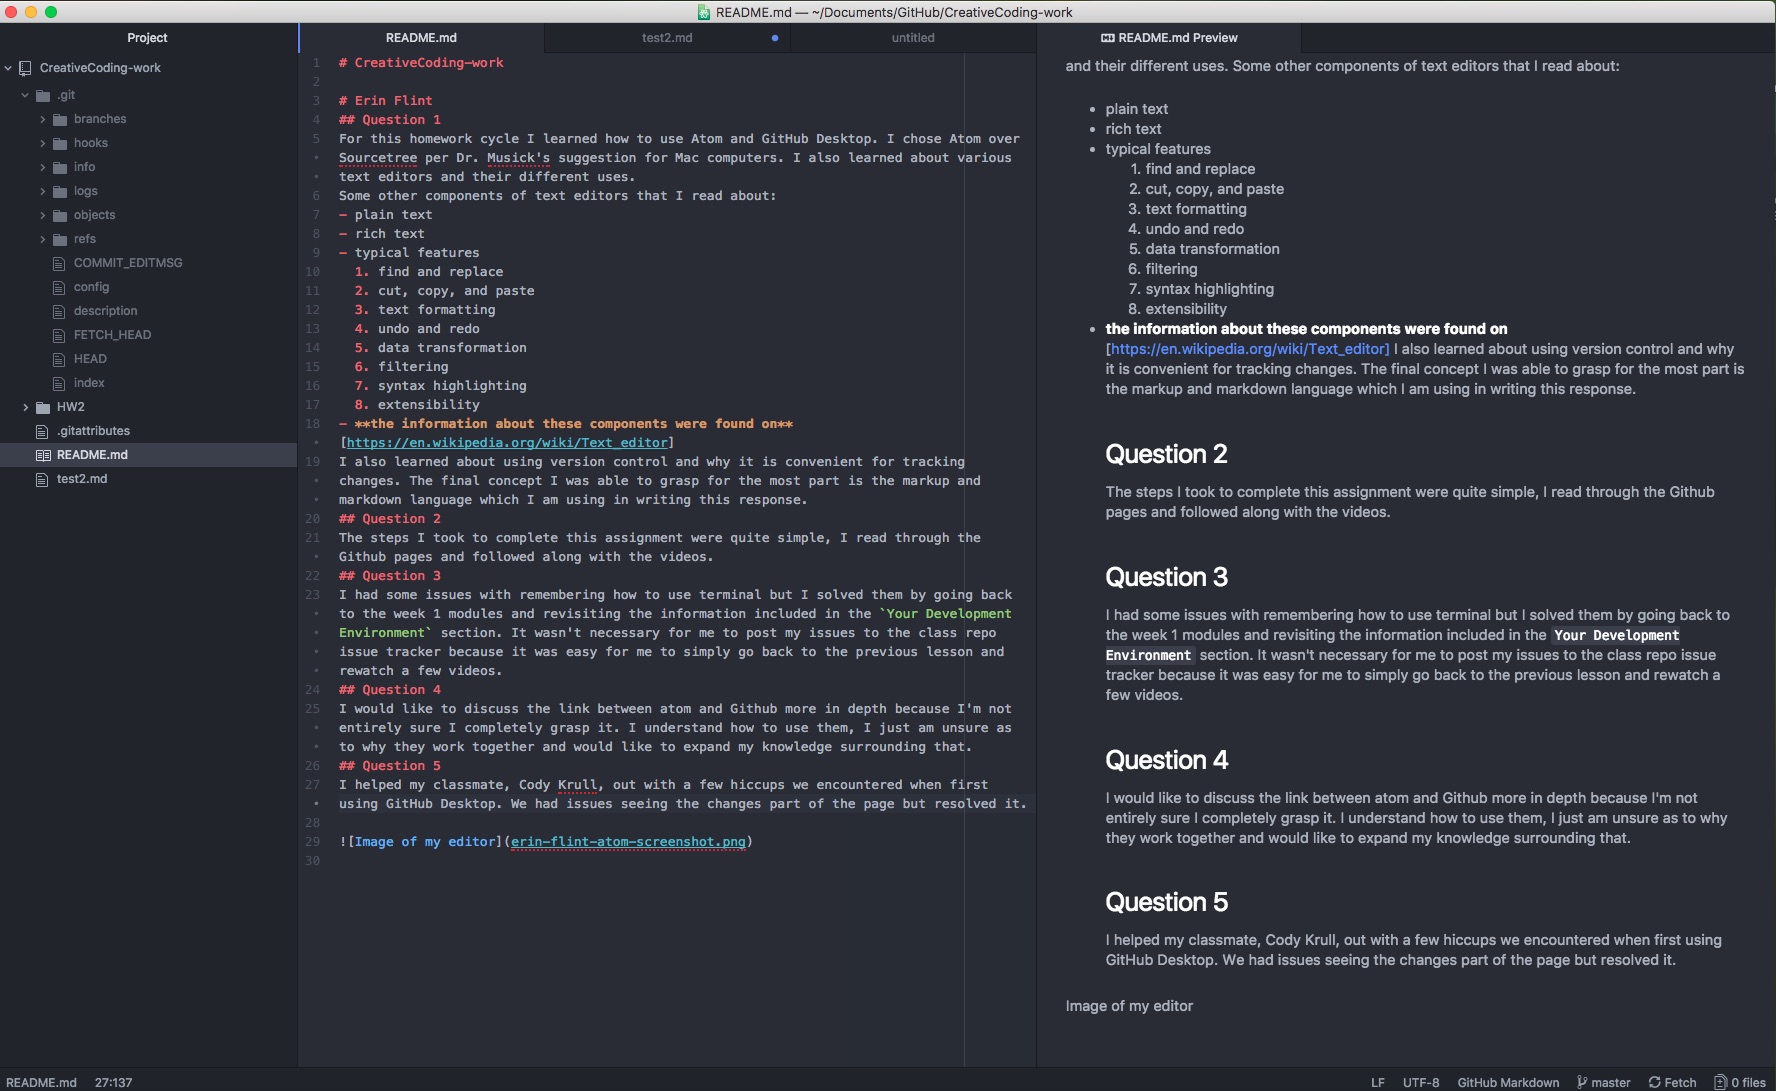 README.md — ~/Documents/GitHub/CreativeCoding-work
Project
CreativeCoding-work
.git
branches
hooks
info
logs
objects
refs
COMMIT_EDITMSG
config
description
FETCH_HEAD
HEAD
index
HW2
.gitattributes
README.md
test2.md
README.md
test2.md
untitled
1 # CreativeCoding-work
2
3 # Erin Flint
4 ## Question 1
5 For this homework cycle I learned how to use Atom and GitHub Desktop. I chose Atom over
• Sourcetree per Dr. Musick's suggestion for Mac computers. I also learned about various
• text editors and their different uses.
6 Some other components of text editors that I read about:
7 - plain text
8 - rich text
9 - typical features
10 1. find and replace
11 2. cut, copy, and paste
12 3. text formatting
13 4. undo and redo
14 5. data transformation
15 6. filtering
16 7. syntax highlighting
17 8. extensibility
18 - **the information about these components were found on**
• [https://en.wikipedia.org/wiki/Text_editor]
19 I also learned about using version control and why it is convenient for tracking
• changes. The final concept I was able to grasp for the most part is the markup and
• markdown language which I am using in writing this response.
20 ## Question 2
21 The steps I took to complete this assignment were quite simple, I read through the
• Github pages and followed along with the videos.
22 ## Question 3
23 I had some issues with remembering how to use terminal but I solved them by going back
• to the week 1 modules and revisiting the information included in the `Your Development
• Environment` section. It wasn't necessary for me to post my issues to the class repo
• issue tracker because it was easy for me to simply go back to the previous lesson and
• rewatch a few videos.
24 ## Question 4
25 I would like to discuss the link between atom and Github more in depth because I'm not
• entirely sure I completely grasp it. I understand how to use them, I just am unsure as
• to why they work together and would like to expand my knowledge surrounding that.
26 ## Question 5
27 I helped my classmate, Cody Krull, out with a few hiccups we encountered when first
• using GitHub Desktop. We had issues seeing the changes part of the page but resolved it.
28
29 ![Image of my editor](erin-flint-atom-screenshot.png)
30
README.md Preview
and their different uses. Some other components of text editors that I read about:
• plain text
• rich text
• typical features
1. find and replace
2. cut, copy, and paste
3. text formatting
4. undo and redo
5. data transformation
6. filtering
7. syntax highlighting
8. extensibility
• the information about these components were found on
[https://en.wikipedia.org/wiki/Text_editor] I also learned about using version control and why
it is convenient for tracking changes. The final concept I was able to grasp for the most part is
the markup and markdown language which I am using in writing this response.
Question 2
The steps I took to complete this assignment were quite simple, I read through the Github
pages and followed along with the videos.
Question 3
I had some issues with remembering how to use terminal but I solved them by going back to
the week 1 modules and revisiting the information included in the Your Development
Environment section. It wasn't necessary for me to post my issues to the class repo issue
tracker because it was easy for me to simply go back to the previous lesson and rewatch a
few videos.
Question 4
I would like to discuss the link between atom and Github more in depth because I'm not
entirely sure I completely grasp it. I understand how to use them, I just am unsure as to why
they work together and would like to expand my knowledge surrounding that.
Question 5
I helped my classmate, Cody Krull, out with a few hiccups we encountered when first using
GitHub Desktop. We had issues seeing the changes part of the page but resolved it.
Image of my editor
README.md 27:137
LF UTF-8 GitHub Markdown master Fetch 0 files